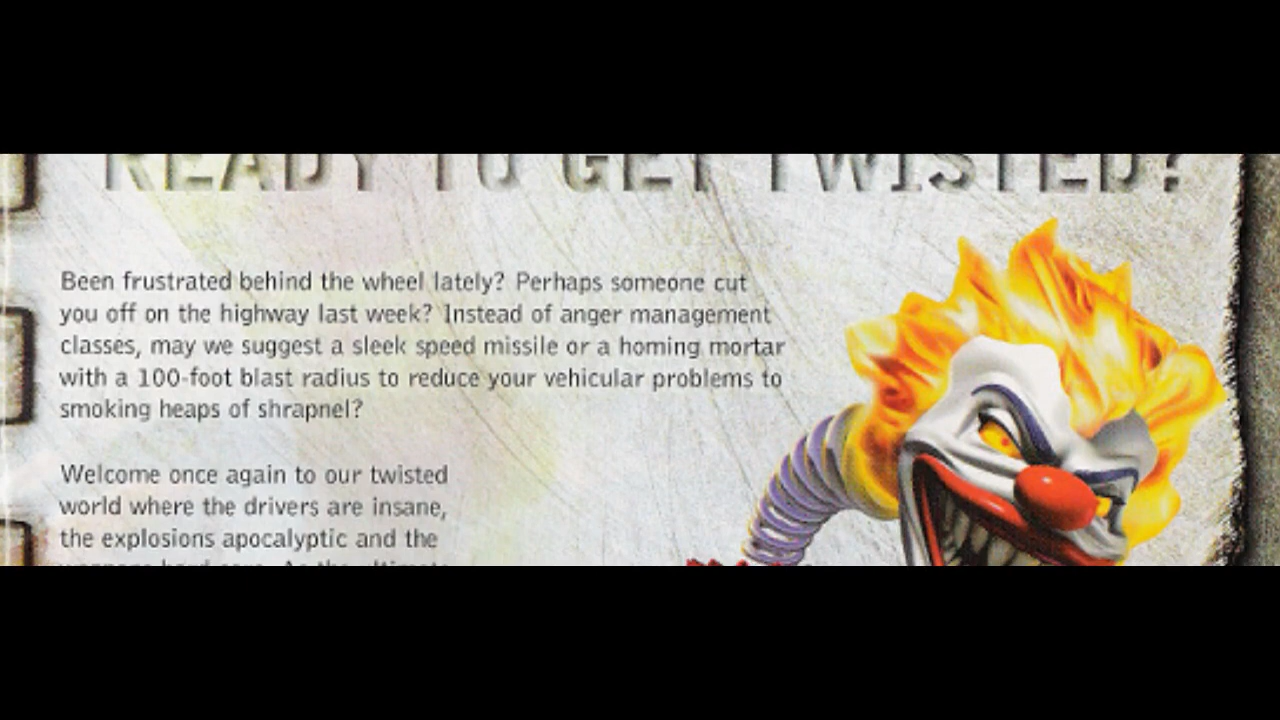 READY TO GET TWISTED?
Been frustrated behind the wheel lately? Perhaps someone cut
you off on the highway last week? Instead of anger management
classes, may we suggest a sleek speed missile or a homing mortar
with a 100-foot blast radius to reduce your vehicular problems to
smoking heaps of shrapnel?
Welcome once again to our twisted
world where the drivers are insane,
the explosions apocalyptic and the